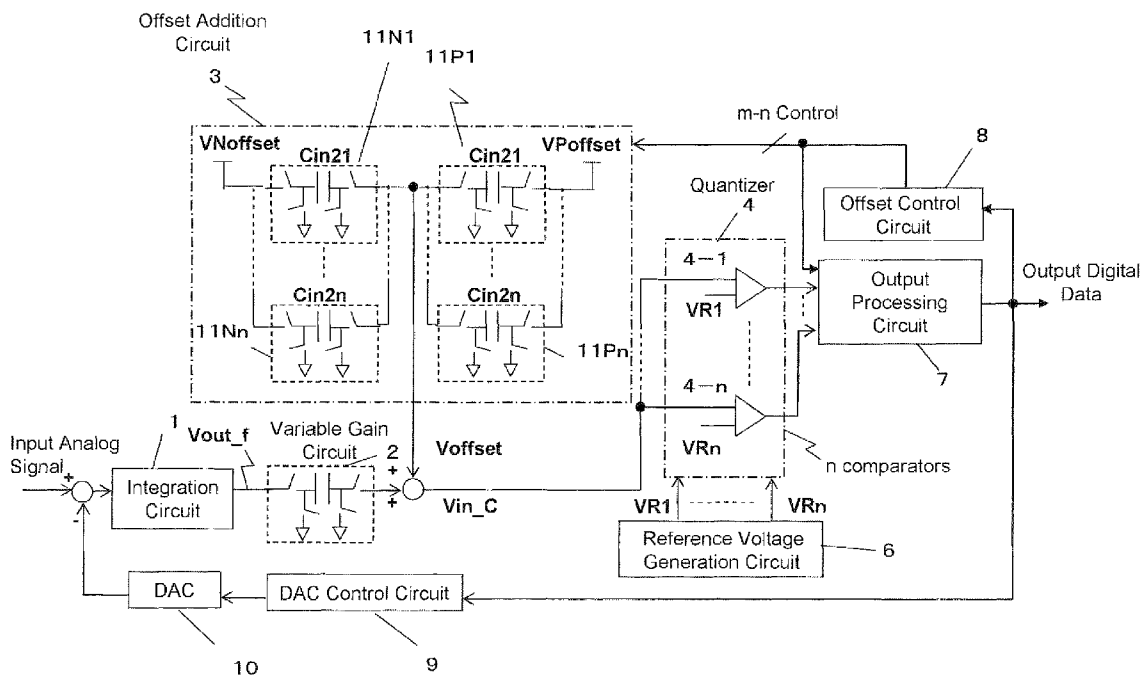 Offset Addition
Circuit
3
11N1
11P1
VNoffset
Cin21
Cin21
VPoffset
Cin2n
Cin2n
11Nn
11Pn
m-n Control
8
Offset Control
Circuit
Quantizer
4
4-1
VR1
4-n
VRn
n comparators
Output
Processing
Circuit
7
Output Digital
Data
Input Analog
Signal
+
-
1
Integration
Circuit
Vout_f
Variable Gain
Circuit
2
+
+
Voffset
Vin_C
VR1
VRn
Reference Voltage
Generation Circuit
6
DAC
10
DAC Control Circuit
9